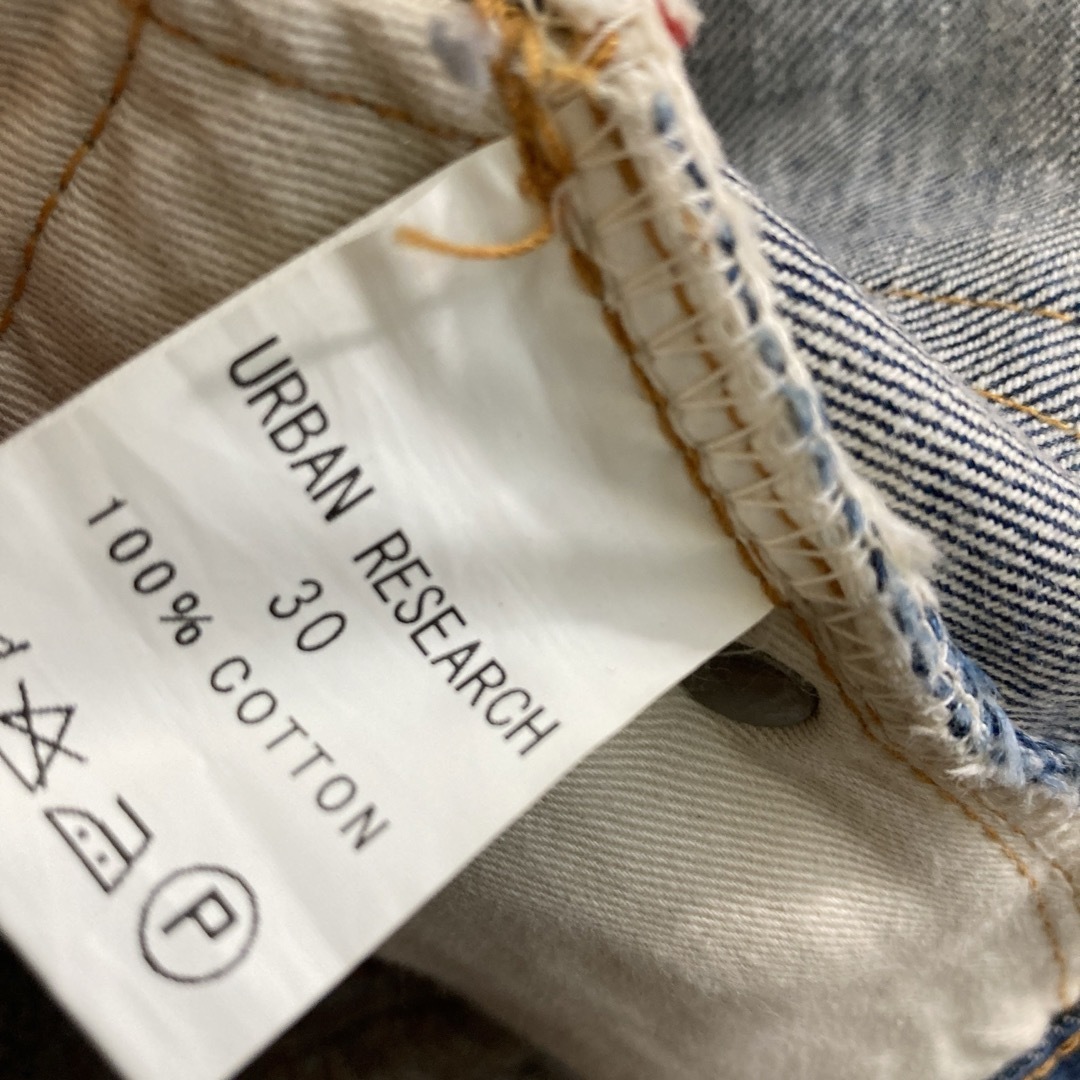 URBAN RESEARCH
30
100% COTTON
P